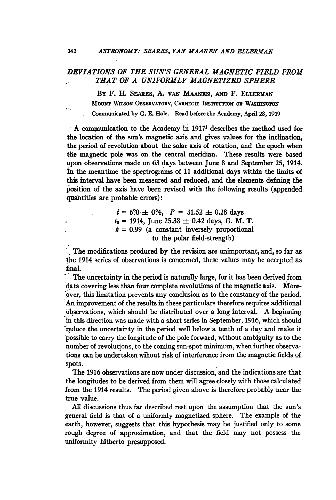 242 ASTRONOMY: SEARES, VAN MAANEN AND ELLERMAN
DEVIATIONS OF THE SUN'S GENERAL MAGNETIC FIELD FROM
THAT OF A UNIFORMLY MAGNETIZED SPHERE
BY F. H. SEARES, A. VAN MAANEN, AND F. ELLERMAN
MOUNT WILSON OBSERVATORY, CARNEGIE INSTITUTION OF WASHINGTON
Communicated by G. E. Hale. Read before the Academy, April 28, 1919
A communication to the Academy in 1917¹ describes the method used for
the location of the sun's magnetic axis and gives values for the inclination,
the period of revolution about the solar axis of rotation, and the epoch when
the magnetic pole was on the central meridian. These results were based
upon observations made on 63 days between June 8 and September 25, 1914.
In the meantime the spectrograms of 11 additional days within the limits of
this interval have been measured and reduced, and the elements defining the
position of the axis have been revised with the following results (appended
quantities are probable errors):
i = 6°.0 ± 0°.4, P = 31.52 ± 0.28 days
t₀ = 1914, June 25.38 ± 0.42 days, G. M. T.
k = 0.99 (a constant inversely proportional
to the polar field-strength)
The modifications produced by the revision are unimportant, and, so far as
the 1914 series of observations is concerned, these values may be accepted as
final.
The uncertainty in the period is naturally large, for it has been derived from
data covering less than four complete revolutions of the magnetic axis. More-
over, this limitation prevents any conclusion as to the constancy of the period.
An improvement of the results in these particulars therefore requires additional
observations, which should be distributed over a long interval. A beginning
in this direction was made with a short series in September, 1916, which should
reduce the uncertainty in the period well below a tenth of a day and make it
possible to carry the longitude of the pole forward, without ambiguity as to the
number of revolutions, to the coming sun-spot minimum, when further observa-
tions can be undertaken without risk of interference from the magnetic fields of
spots.
The 1916 observations are now under discussion, and the indications are that
the longitudes to be derived from them will agree closely with those calculated
from the 1914 results. The period given above is therefore probably near the
true value.
All discussions thus far described rest upon the assumption that the sun's
general field is that of a uniformly magnetized sphere. The example of the
earth, however, suggests that this hypothesis may be justified only to some
rough degree of approximation, and that the field may not possess the
uniformity hitherto presupposed.